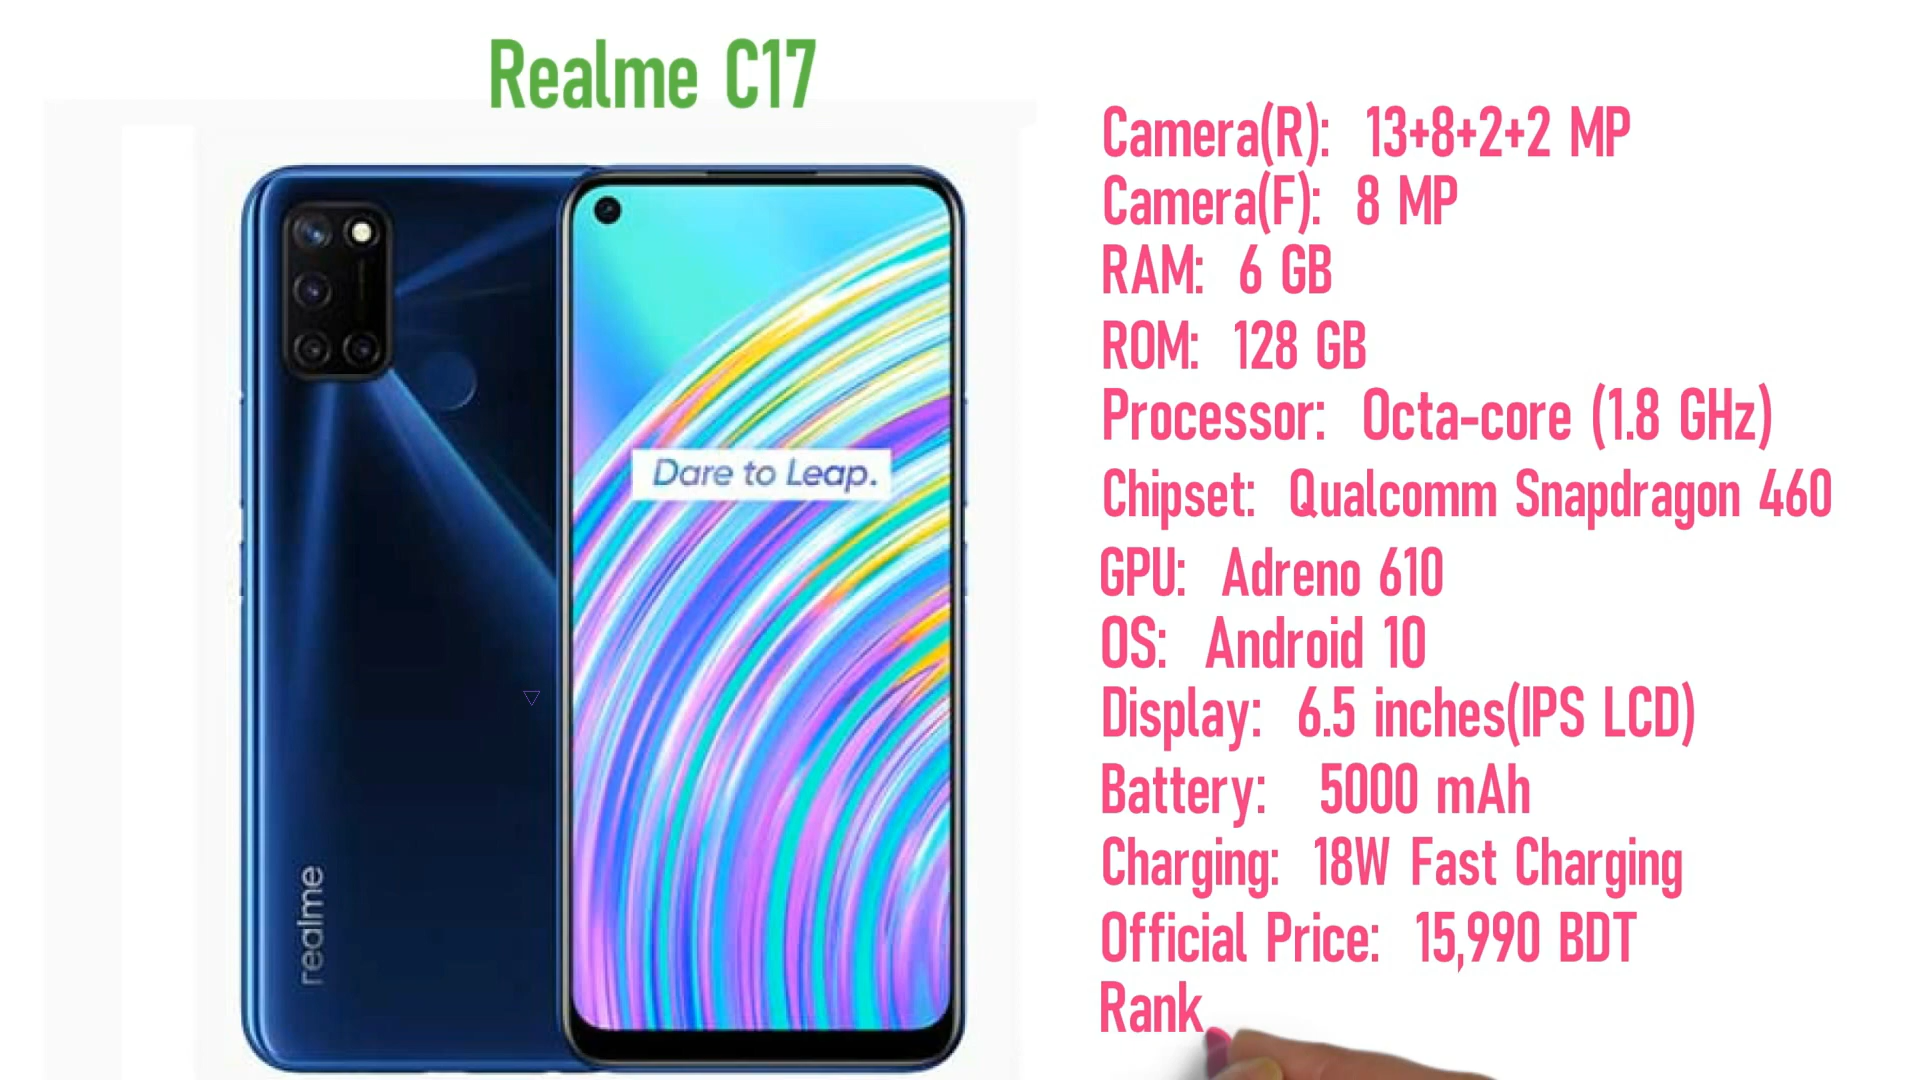 Realme C17
Camera(R): 13+8+2+2 MP
Camera(F): 8 MP
RAM: 6 GB
ROM: 128 GB
Processor: Octa-core (1.8 GHz)
Chipset: Qualcomm Snapdragon 460
GPU: Adreno 610
OS: Android 10
Display: 6.5 inches(IPS LCD)
Battery: 5000 mAh
Charging: 18W Fast Charging
Official Price: 15,990 BDT
Rank
Dare to Leap.
realme